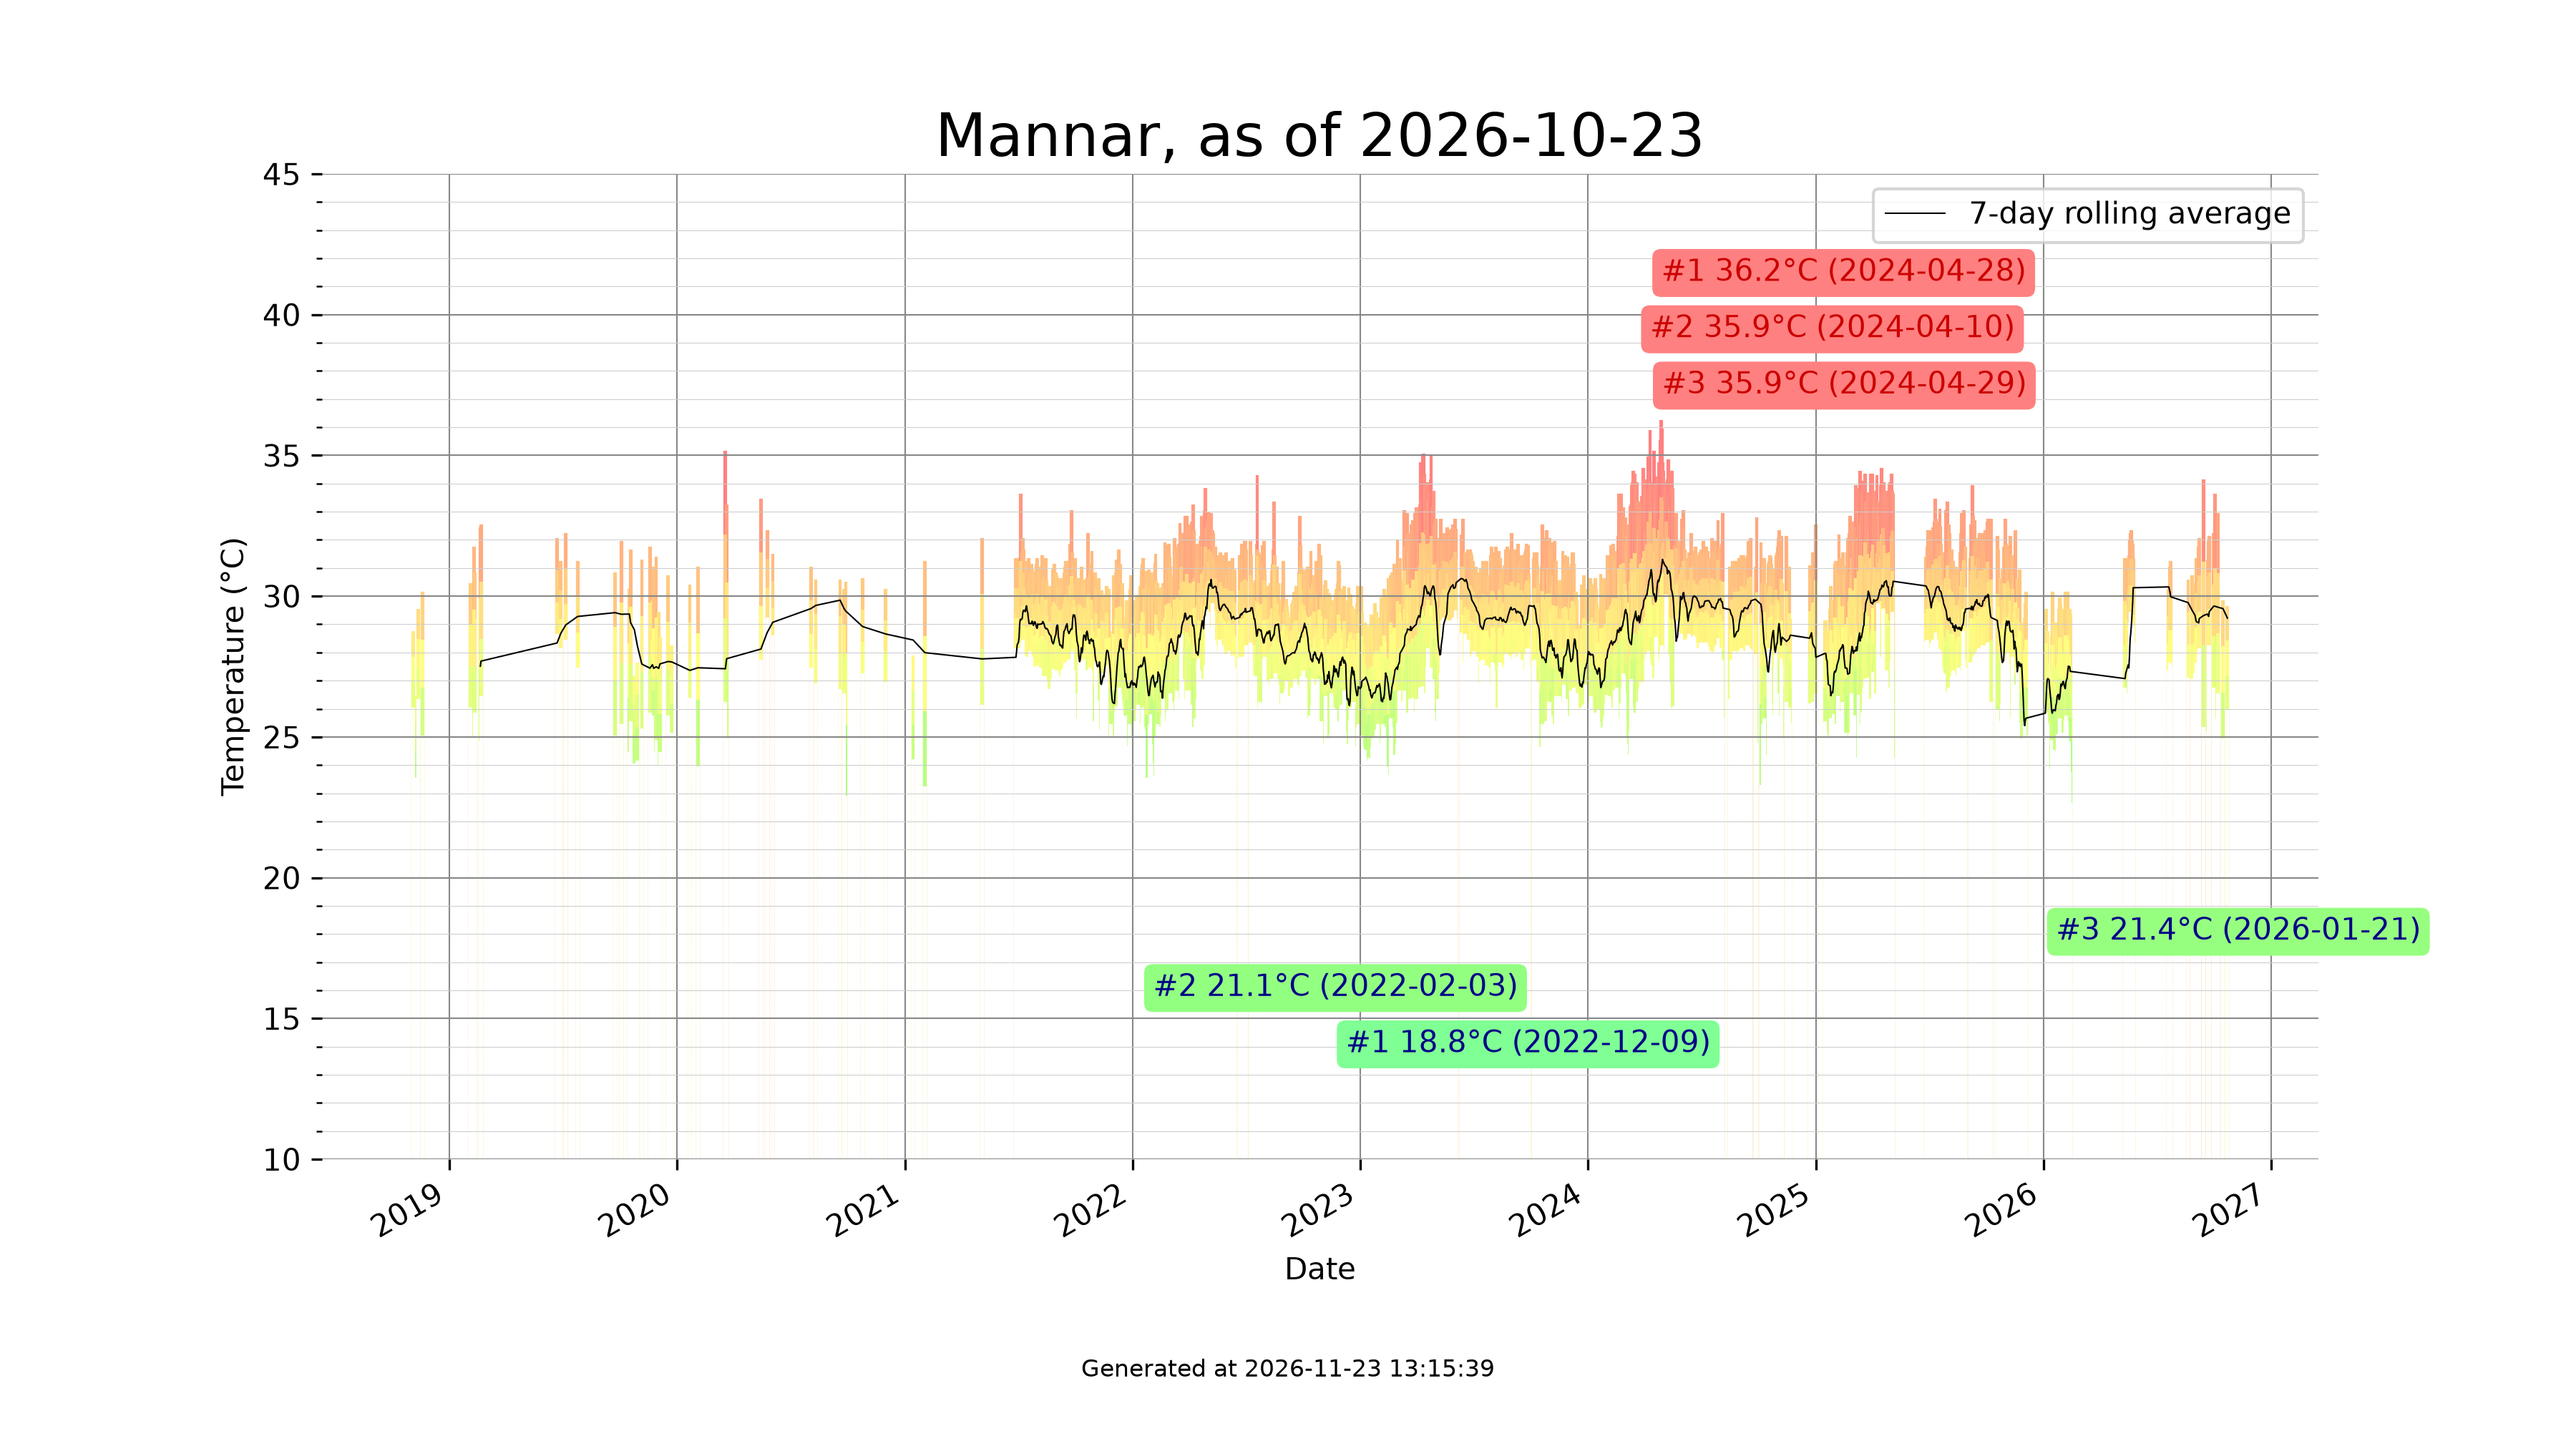 Mannar, as of 2026-10-23
45
40
35
30
25
20
15
10
Temperature (°C)
7-day rolling average
#1 36.2°C (2024-04-28)
#2 35.9°C (2024-04-10)
#3 35.9°C (2024-04-29)
#3 21.4°C (2026-01-21)
#2 21.1°C (2022-02-03)
#1 18.8°C (2022-12-09)
2019
2020
2021
2022
2023
2024
2025
2026
2027
Date
Generated at 2026-11-23 13:15:39